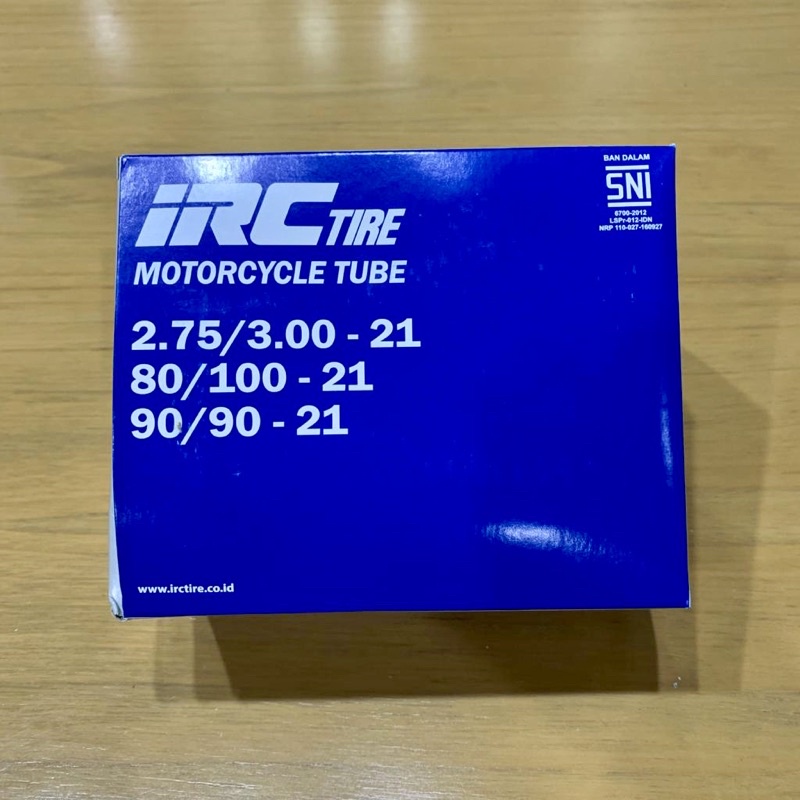 IRC TIRE
MOTORCYCLE TUBE
2.75/3.00 - 21
80/100 - 21
90/90 - 21
www.irctire.co.id
BAN DALAM
SNI
6700-2012
LSPr-012-IDN
NRP 110-027-160927